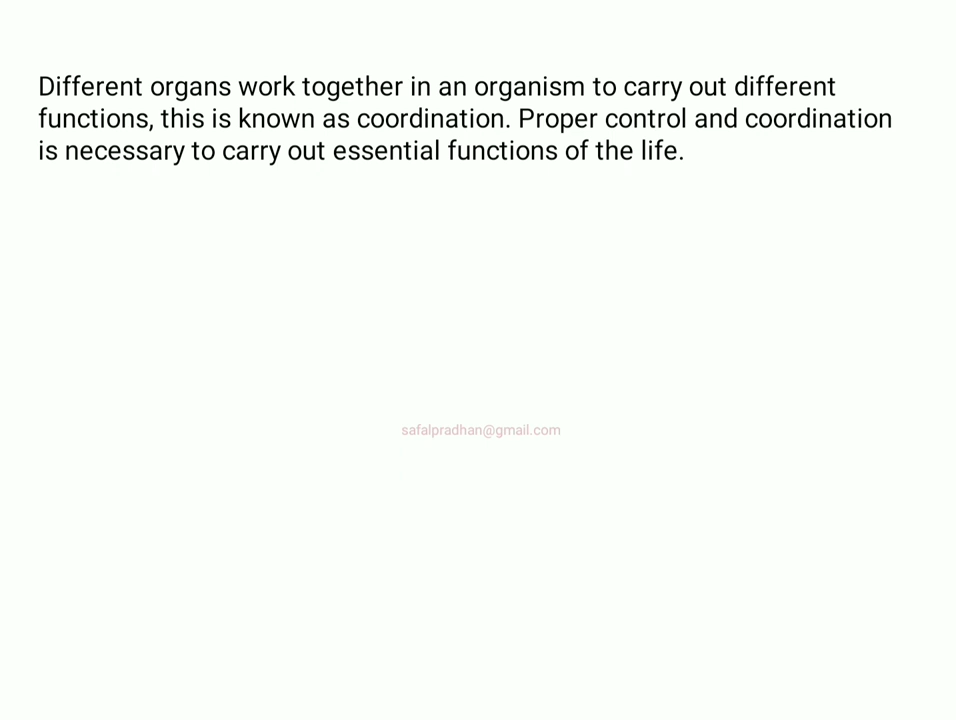 Different organs work together in an organism to carry out different
functions, this is known as coordination. Proper control and coordination
is necessary to carry out essential functions of the life.
safalpradhan@gmail.com